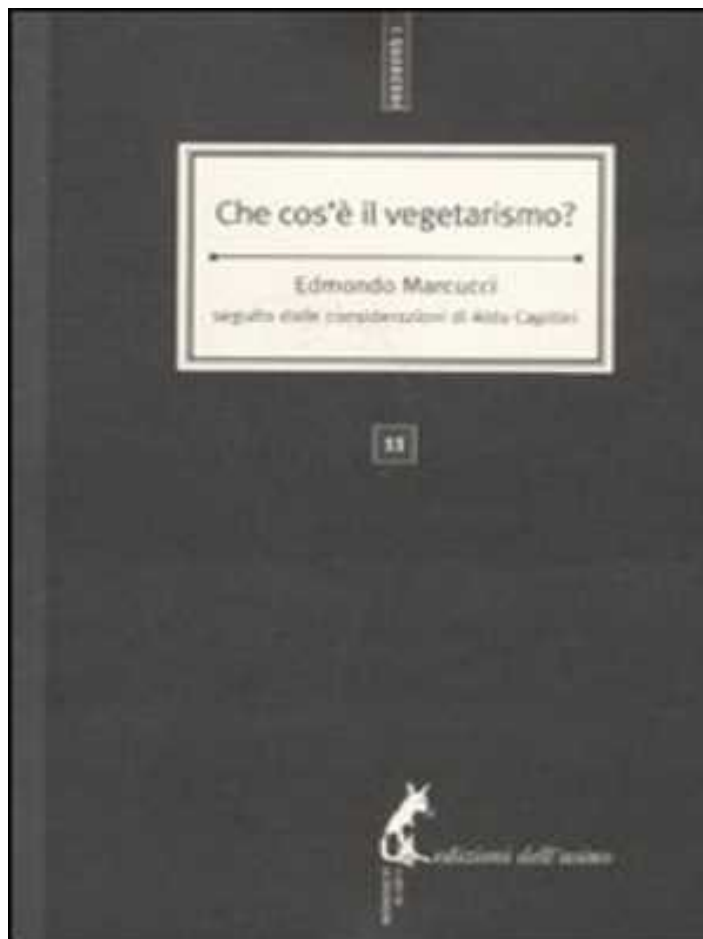 Che cos'è il vegetarismo?
Edmondo Marcucci
seguito dalle considerazioni di Aldo Capitini
11
edizioni dell'asino